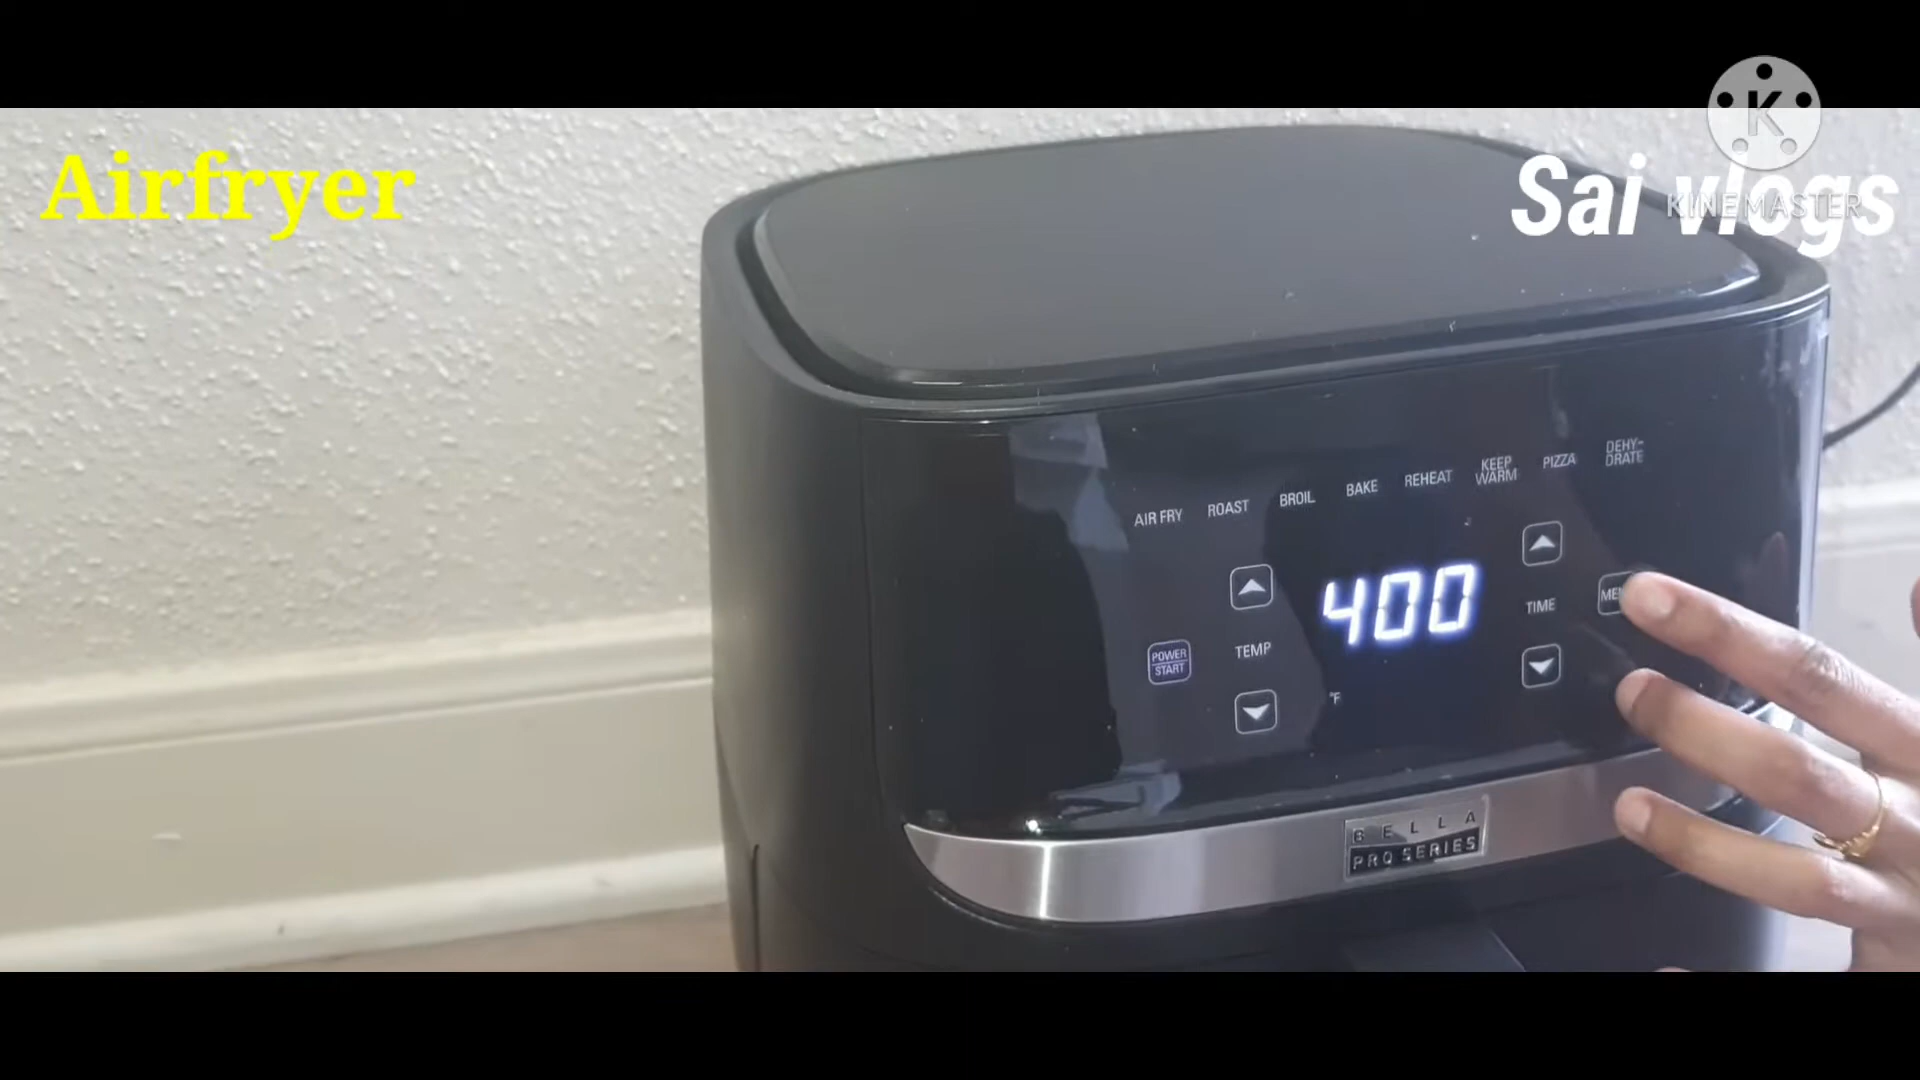 K
KINEMASTER
Airfryer
Sai vlogs
AIR FRY
ROAST
BROIL
BAKE
REHEAT
KEEP
WARM
PIZZA
DEHY-
DRATE
POWER
START
TEMP
400
°F
TIME
BELLA
PRO SERIES